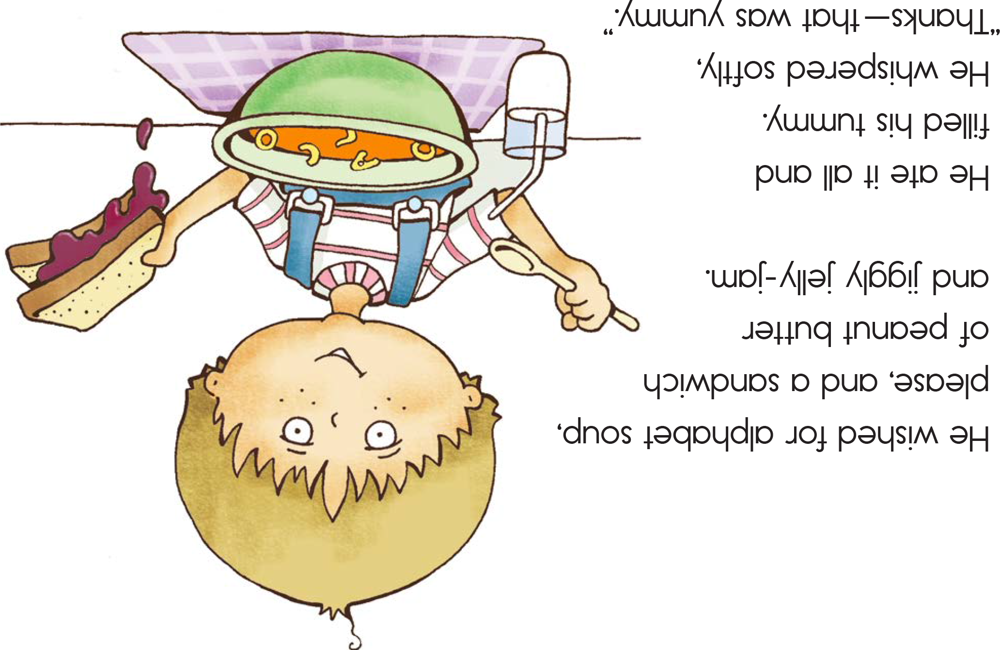 He wished for alphabet soup,
please, and a sandwich
of peanut butter
and jiggly jelly-jam.
He ate it all and
filled his tummy.
He whispered softly,
“Thanks—that was yummy.”